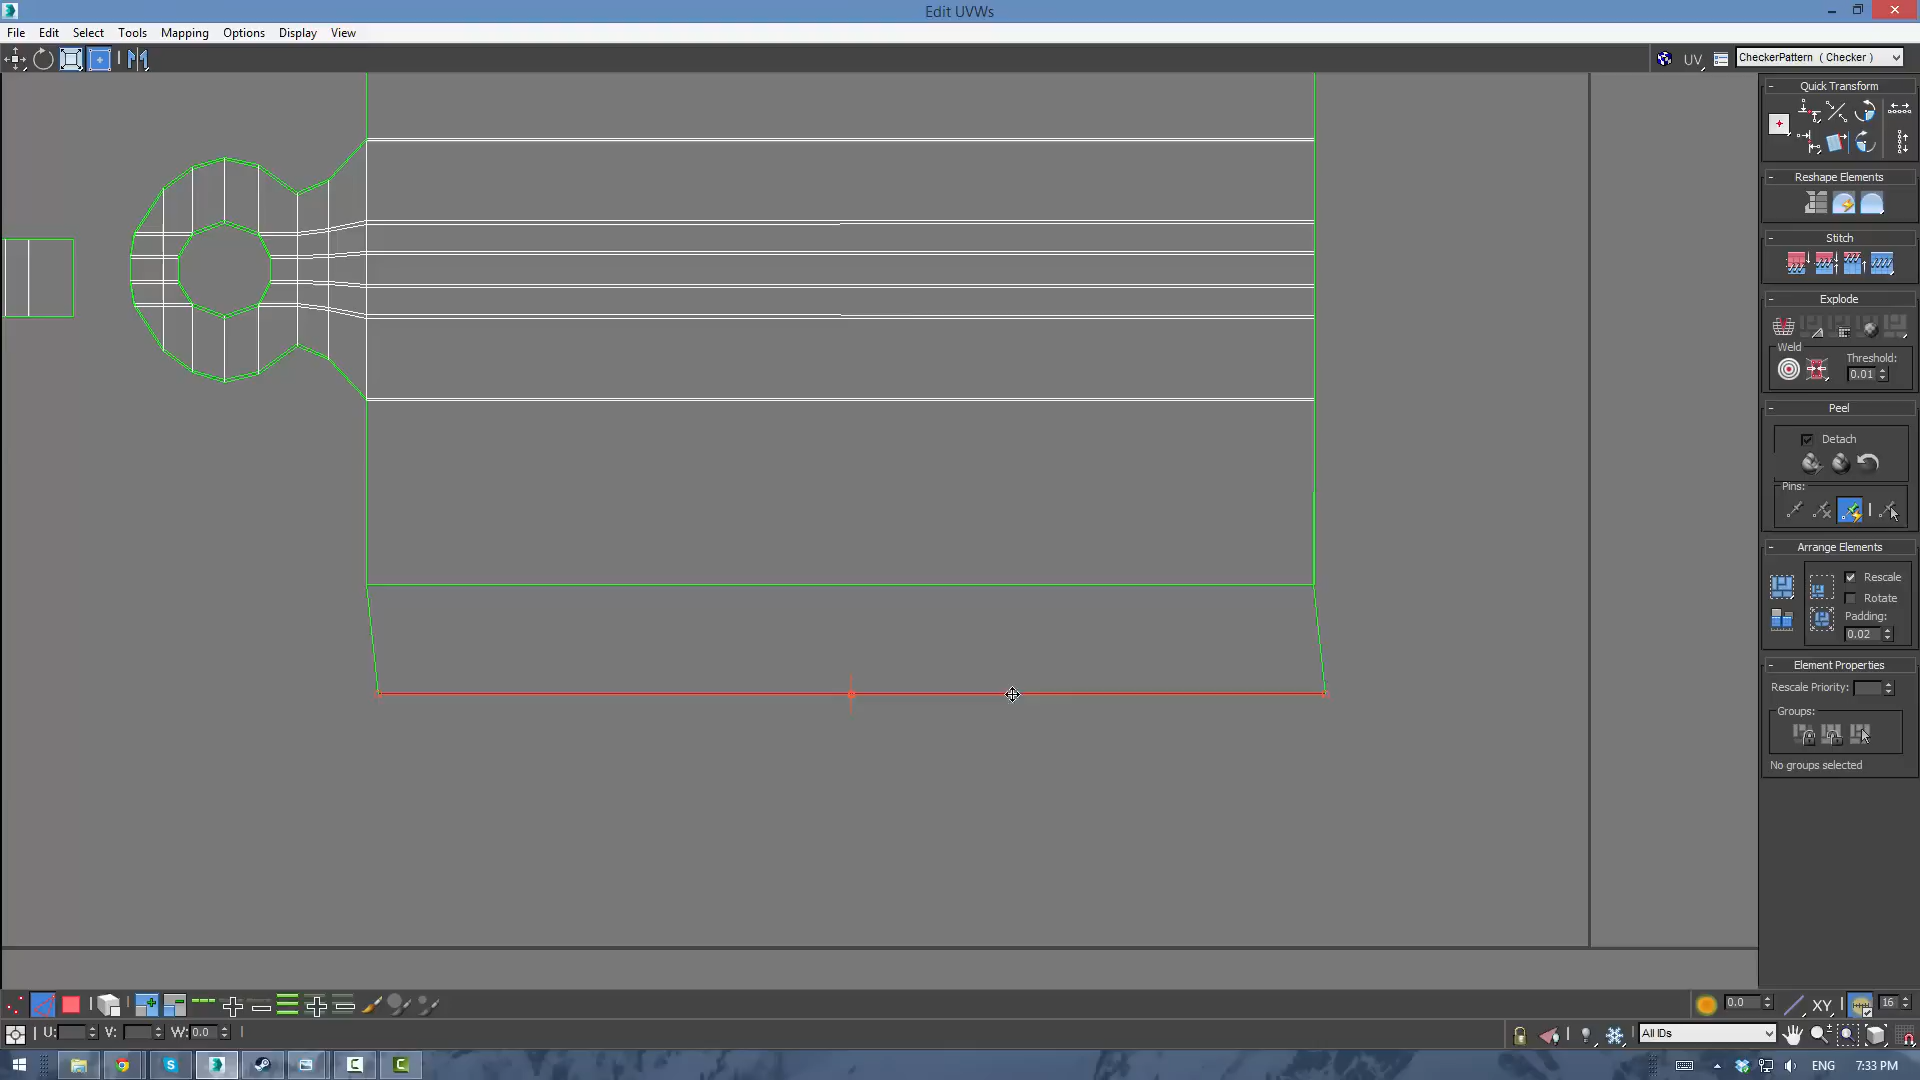 Edit UVWs
File Edit Select Tools Mapping Options Display View
UV
CheckerPattern ( Checker )
Quick Transform
Reshape Elements
Stitch
Explode
Weld
Threshold:
0.01
Peel
Detach
Pins:
Arrange Elements
Rescale
Rotate
Padding:
0.02
Element Properties
Rescale Priority:
Groups:
No groups selected
0.0
XY
16
U:
V:
W: 0.0
All IDs
ENG
7:33 PM